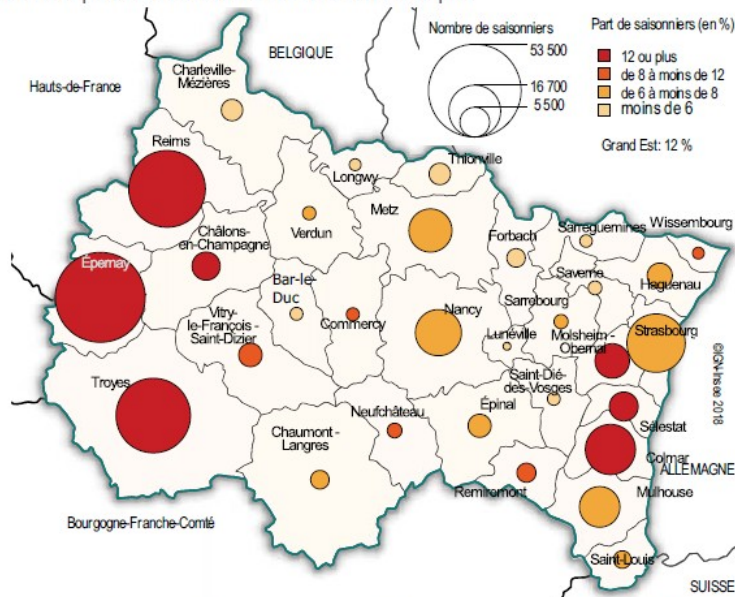 Nombre de saisonniers
53 500
16 700
5 500
Part de saisonniers (en %)
12 ou plus
de 8 à moins de 12
de 6 à moins de 8
moins de 6
Grand Est: 12 %
BELGIQUE
Hauts-de-France
Charleville-
Mézières
Reims
Longwy
Thionville
Verdun
Metz
Forbach
Sarreguemines
Wissembourg
Châlons-
en-Champagne
Épernay
Bar-le-
Duc
Saverne
Haguenau
Vitry-
le-François -
Saint-Dizier
Commercy
Nancy
Sarrebourg
Strasbourg
Lunéville
Molsheim -
Obernai
Troyes
Saint-Dié-
des-Vosges
Neufchâteau
Épinal
Sélestat
Chaumont -
Langres
Colmar
ALLEMAGNE
Remiremont
Mulhouse
Bourgogne-Franche-Comté
Saint-Louis
SUISSE
©IGN-Insee 2018